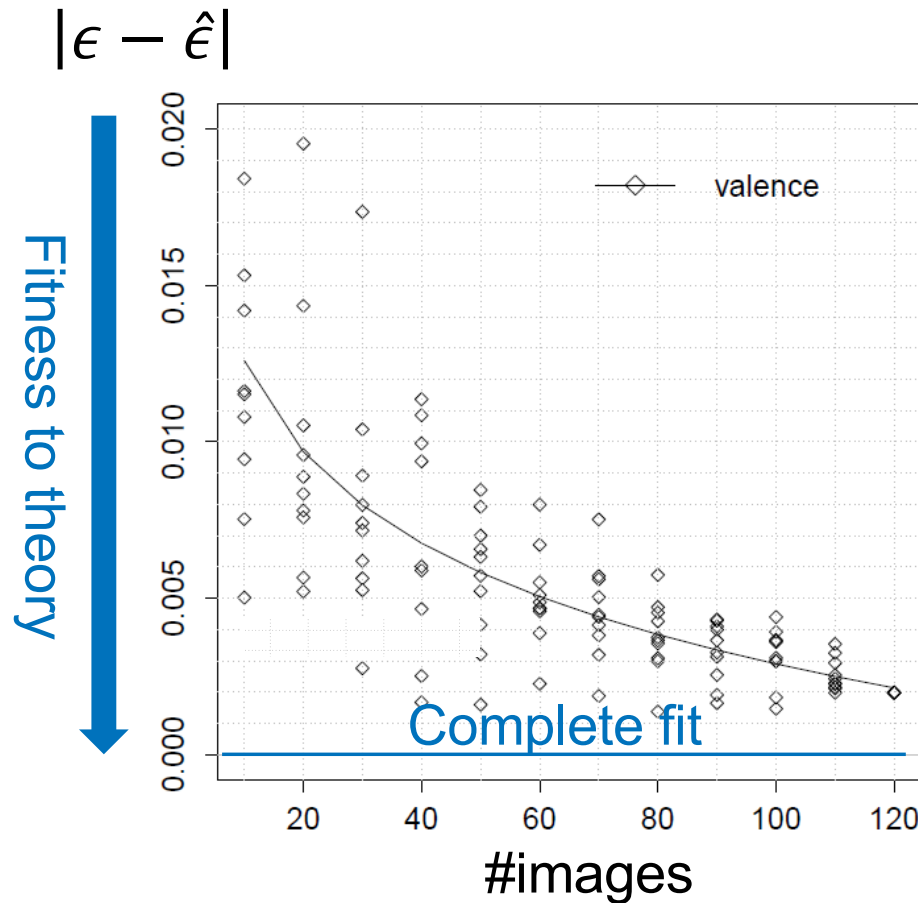 |ϵ − ϵ̂|
Fitness to theory
0.020
0.015
0.010
0.005
0.000
valence
Complete fit
20 40 60 80 100 120
#images